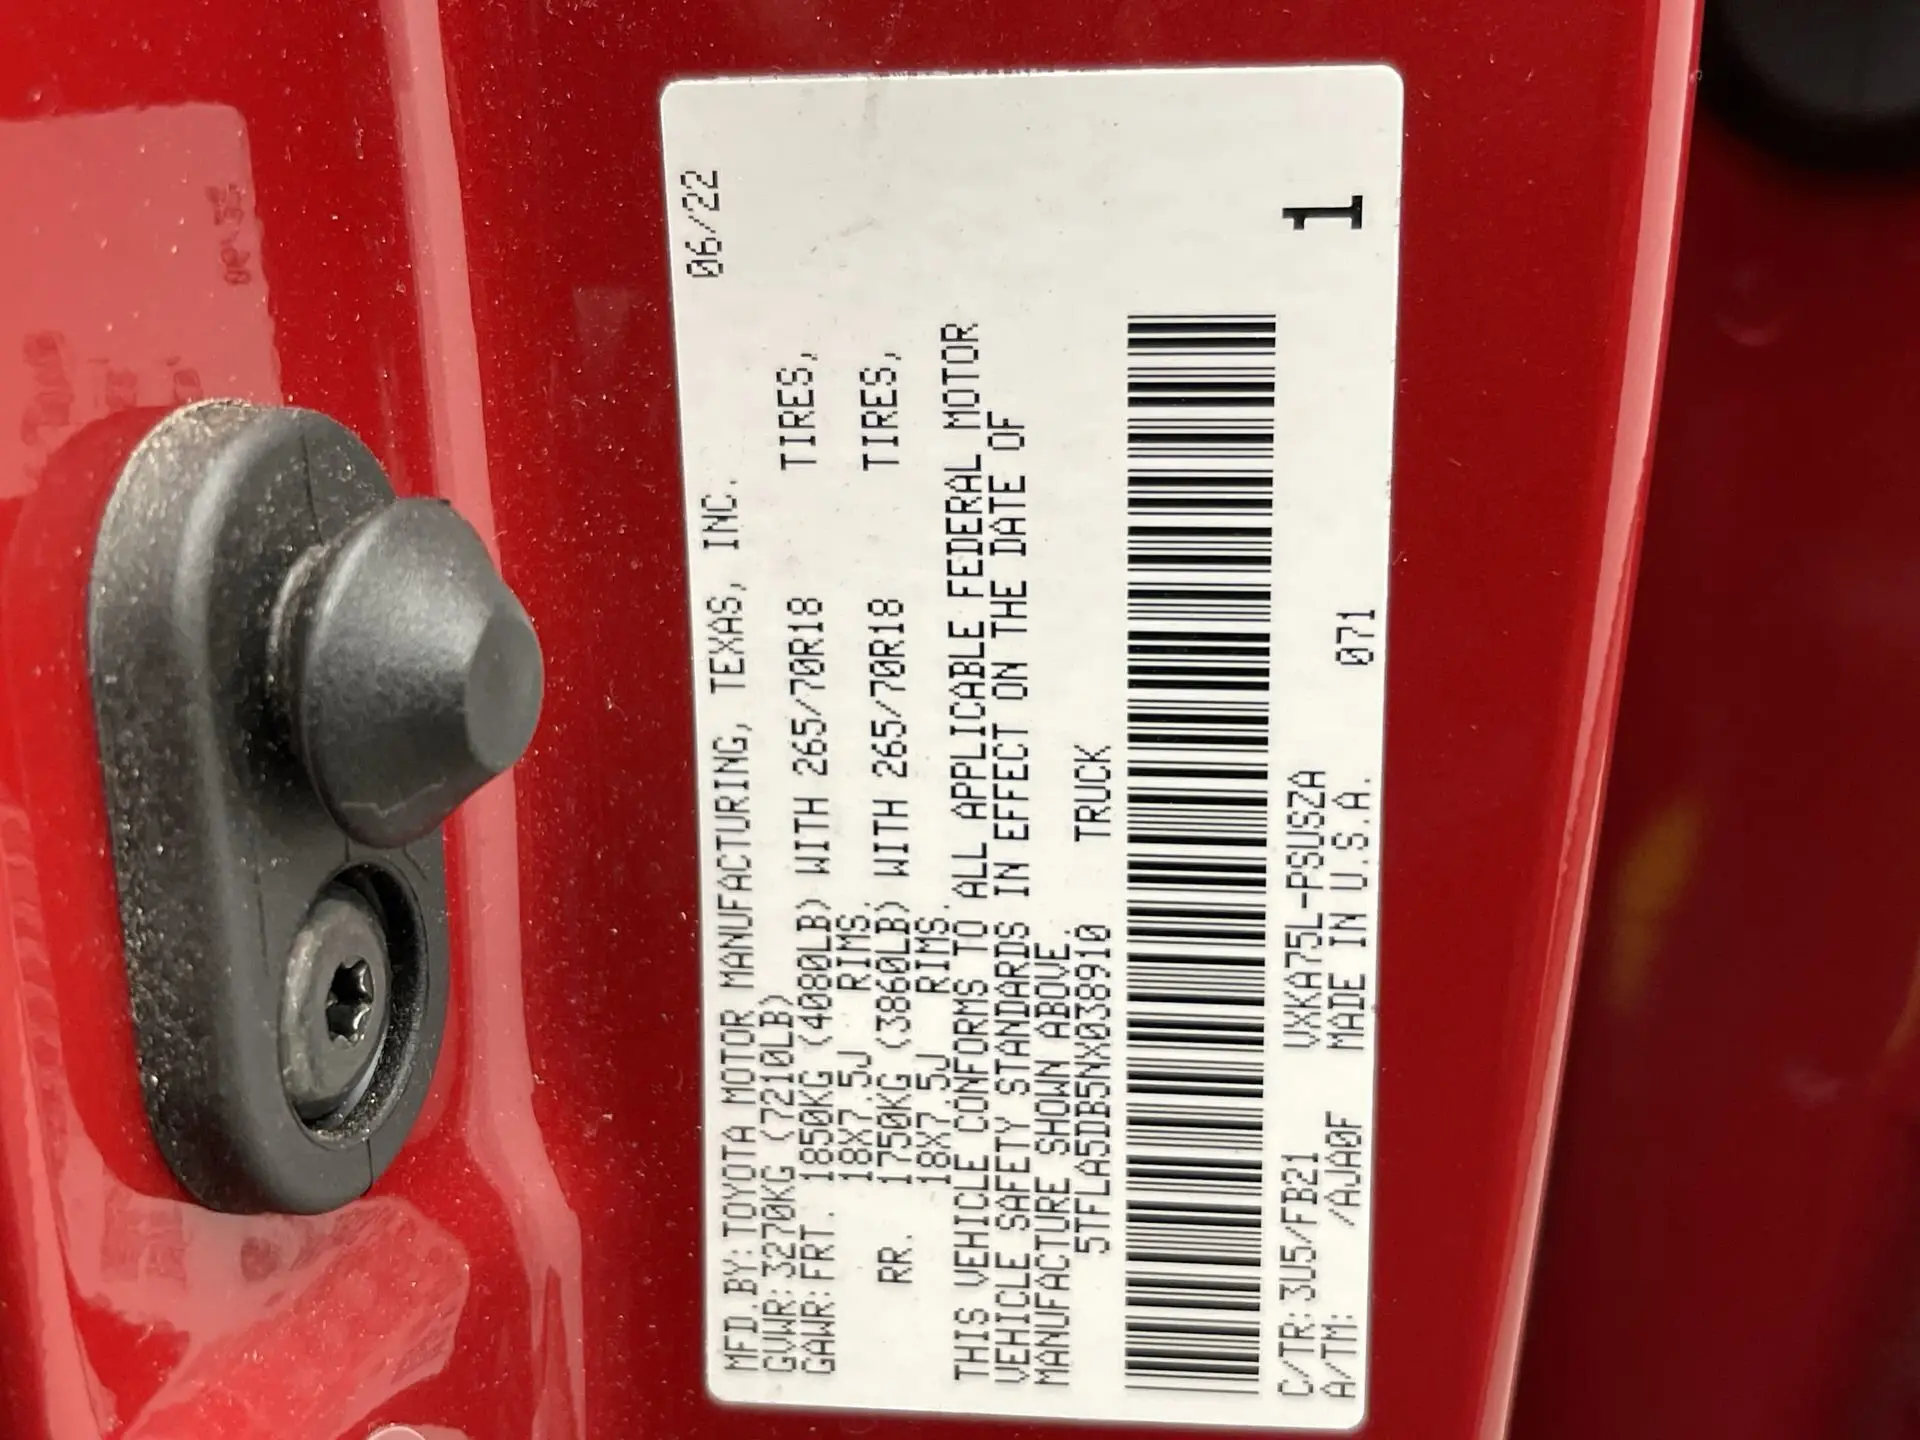 MFD.BY:TOYOTA MOTOR MANUFACTURING, TEXAS, INC. 06/22
GVWR:3270KG (7210LB)
GAWR:FRT. 1850KG (4080LB) WITH 265/70R18 TIRES,
18X7.5J RIMS.
RR. 1750KG (3860LB) WITH 265/70R18 TIRES,
18X7.5J RIMS.
THIS VEHICLE CONFORMS TO ALL APPLICABLE FEDERAL MOTOR
VEHICLE SAFETY STANDARDS IN EFFECT ON THE DATE OF
MANUFACTURE SHOWN ABOVE.
5TFLA5DB5NX038910 TRUCK
C/TR:3U5/FB21 VXKA75L-PSUSZA 1
A/TM: /AJA0F MADE IN U.S.A. 071